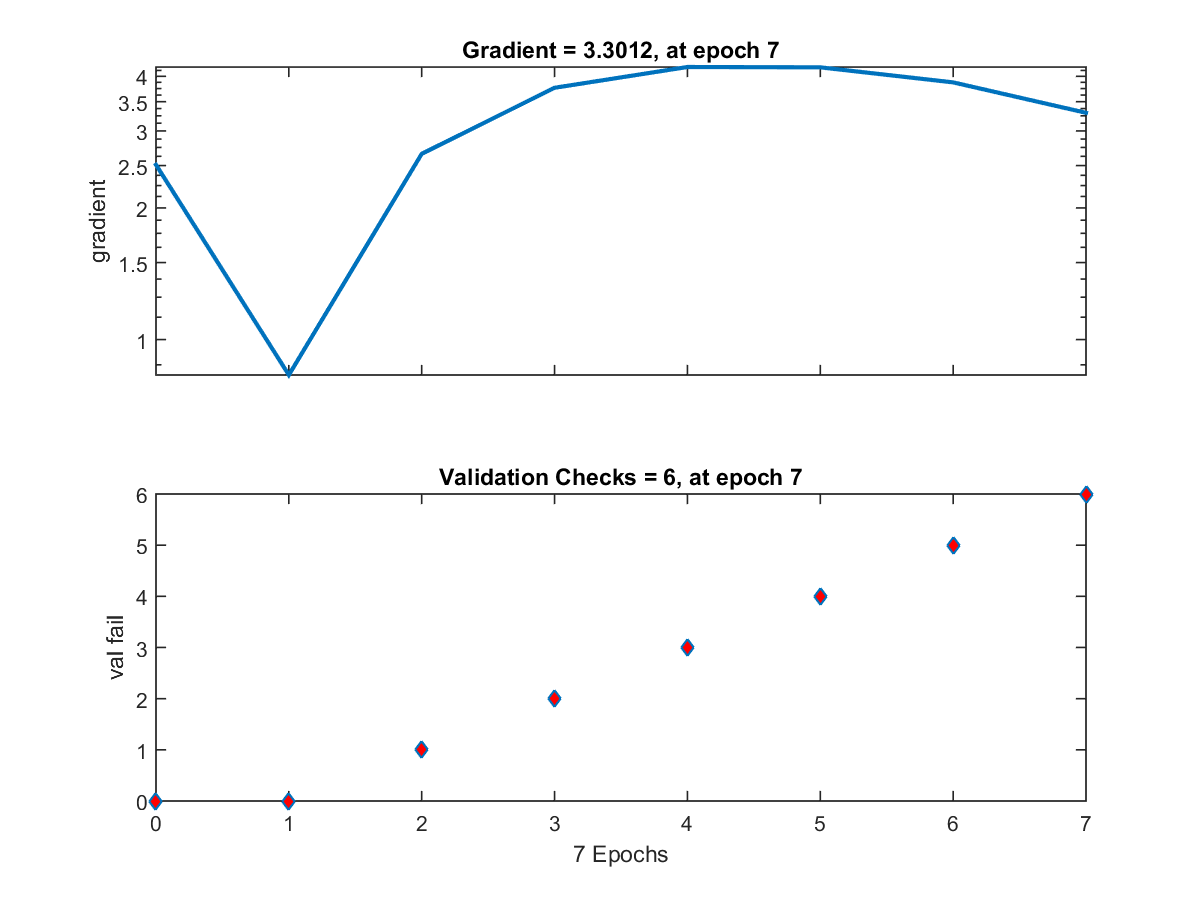 Gradient = 3.3012, at epoch 7
4
3.5
3
2.5
2
1.5
1
gradient
Validation Checks = 6, at epoch 7
6
5
4
3
2
1
0
val fail
0 1 2 3 4 5 6 7
7 Epochs